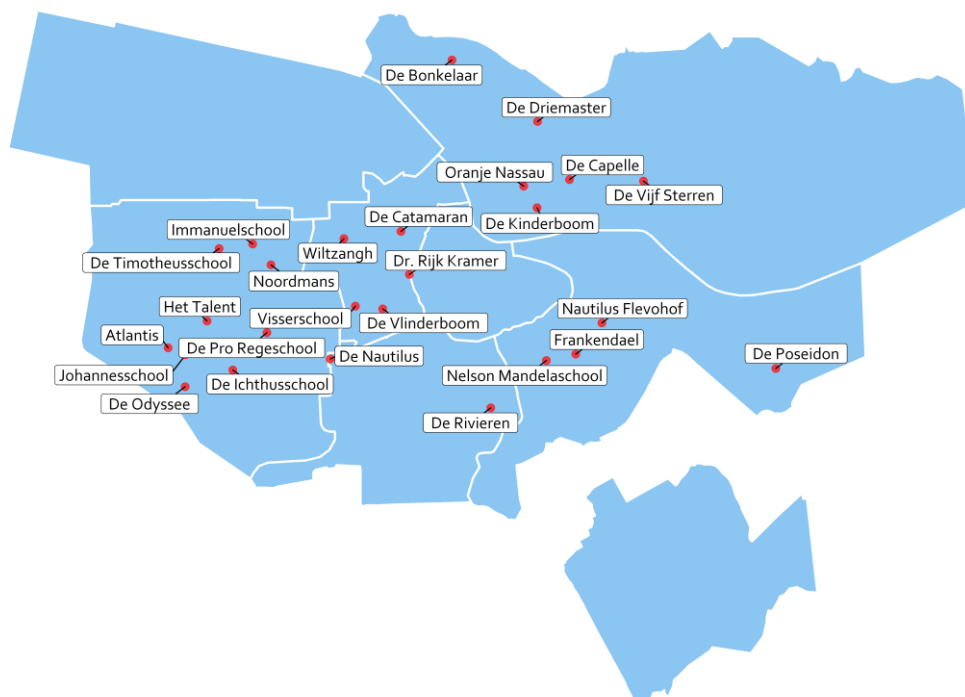 De Bonkelaar
De Driemaster
De Capelle
Oranje Nassau
De Vijf Sterren
De Catamaran
De Kinderboom
Immanuelschool
Wiltzangh
De Timotheusschool
Dr. Rijk Kramer
Noordmans
Het Talent
Nautilus Flevohof
Visserschool
De Vlinderboom
Atlantis
Frankendael
De Pro Regeschool
De Nautilus
De Poseidon
Johannesschool
Nelson Mandelaschool
De Ichthusschool
De Odyssee
De Rivieren